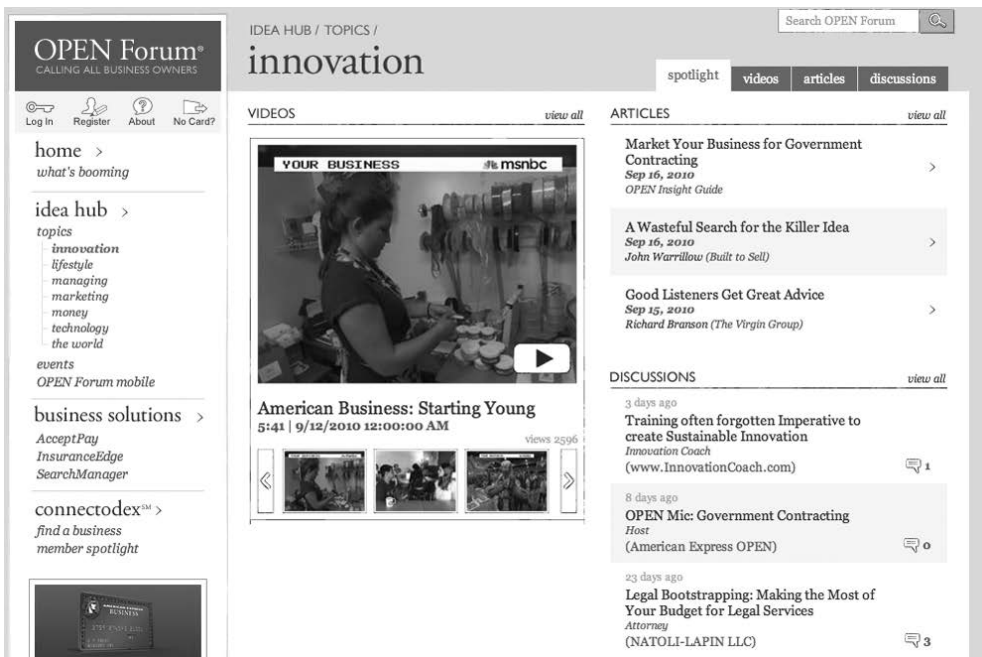 OPEN Forum®
CALLING ALL BUSINESS OWNERS
Log In
Register
About
No Card?
home >
what's booming
idea hub >
topics
innovation
lifestyle
managing
marketing
money
technology
the world
events
OPEN Forum mobile
business solutions >
AcceptPay
InsuranceEdge
SearchManager
connectodex℠ >
find a business
member spotlight
IDEA HUB / TOPICS /
innovation
Search OPEN Forum
spotlight
videos
articles
discussions
VIDEOS
view all
YOUR BUSINESS
msnbc
American Business: Starting Young
5:41 | 9/12/2010 12:00:00 AM
views 2596
ARTICLES
view all
Market Your Business for Government
Contracting
Sep 16, 2010
OPEN Insight Guide
A Wasteful Search for the Killer Idea
Sep 16, 2010
John Warrillow (Built to Sell)
Good Listeners Get Great Advice
Sep 15, 2010
Richard Branson (The Virgin Group)
DISCUSSIONS
view all
3 days ago
Training often forgotten Imperative to
create Sustainable Innovation
Innovation Coach
(www.InnovationCoach.com)
1
8 days ago
OPEN Mic: Government Contracting
Host
(American Express OPEN)
0
23 days ago
Legal Bootstrapping: Making the Most of
Your Budget for Legal Services
Attorney
(NATOLI-LAPIN LLC)
3